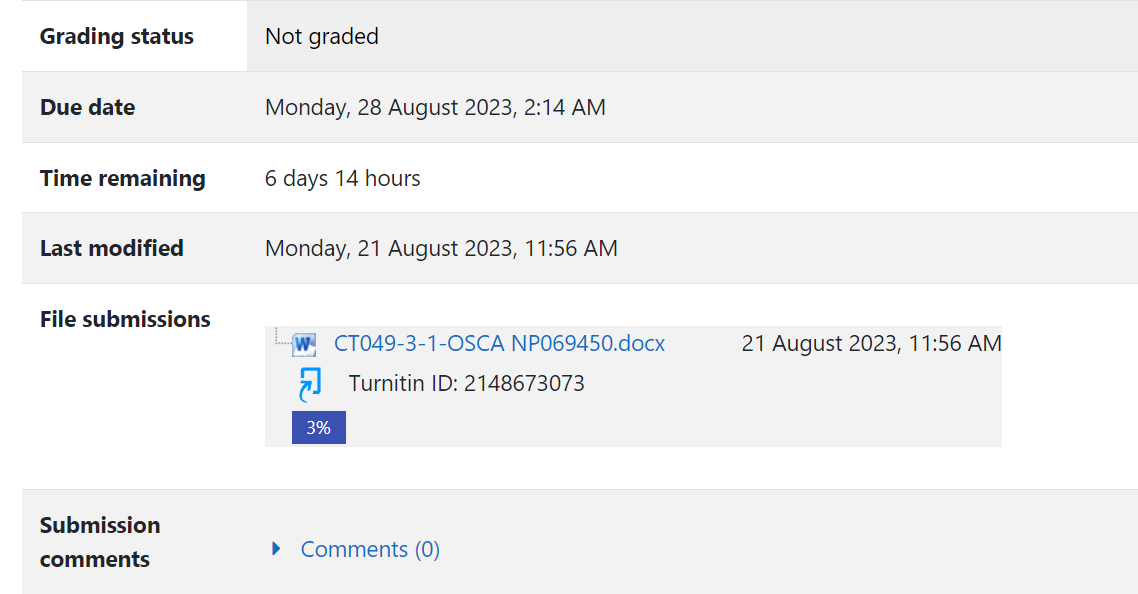 Grading status Not graded
Due date Monday, 28 August 2023, 2:14 AM
Time remaining 6 days 14 hours
Last modified Monday, 21 August 2023, 11:56 AM
File submissions
CT049-3-1-OSCA NP069450.docx 21 August 2023, 11:56 AM
Turnitin ID: 2148673073
3%
Submission
comments
Comments (0)